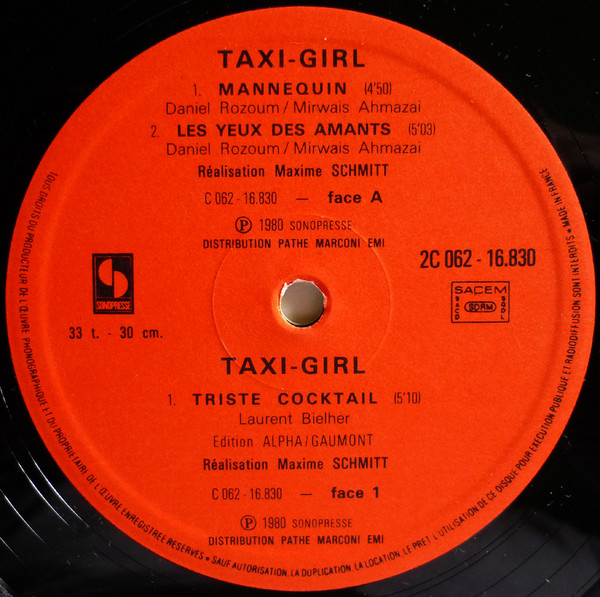 TAXI-GIRL
1. MANNEQUIN (4'50)
Daniel Rozoum / Mirwais Ahmazai
2. LES YEUX DES AMANTS (5'03)
Daniel Rozoum / Mirwais Ahmazai
Réalisation Maxime SCHMITT
C 062 - 16.830 — face A
Ⓟ 1980 SONOPRESSE
DISTRIBUTION PATHE MARCONI EMI
2C 062 - 16.830
SONOPRESSE
SACEM
SACD SDRM SGDL
33 t. - 30 cm.
TAXI-GIRL
1. TRISTE COCKTAIL (5'10)
Laurent Bielher
Edition ALPHA/GAUMONT
Réalisation Maxime SCHMITT
C 062 - 16.830 — face 1
Ⓟ 1980 SONOPRESSE
DISTRIBUTION PATHE MARCONI EMI
TOUS DROITS DU PRODUCTEUR DE L'ŒUVRE PHONOGRAPHIQUE ET DU PROPRIETAIRE DE L'ŒUVRE ENREGISTREE RESERVES • SAUF AUTORISATION, LA DUPLICATION, LA LOCATION, LE PRET, L'UTILISATION DE CE DISQUE POUR EXECUTION PUBLIQUE ET RADIODIFFUSION SONT INTERDITS • MADE IN FRANCE